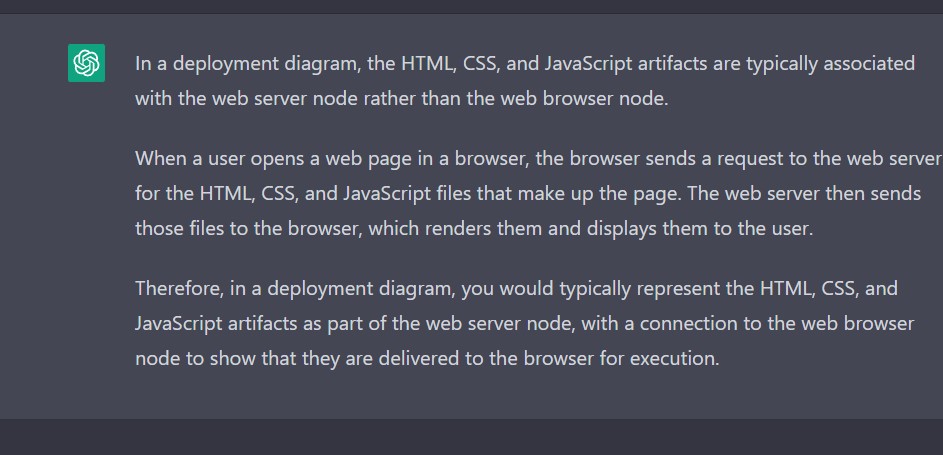 In a deployment diagram, the HTML, CSS, and JavaScript artifacts are typically associated
with the web server node rather than the web browser node.
When a user opens a web page in a browser, the browser sends a request to the web server
for the HTML, CSS, and JavaScript files that make up the page. The web server then sends
those files to the browser, which renders them and displays them to the user.
Therefore, in a deployment diagram, you would typically represent the HTML, CSS, and
JavaScript artifacts as part of the web server node, with a connection to the web browser
node to show that they are delivered to the browser for execution.